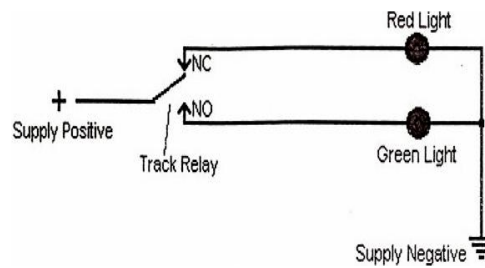 Red Light
NC
+
NO
Supply Positive
Track Relay
Green Light
Supply Negative